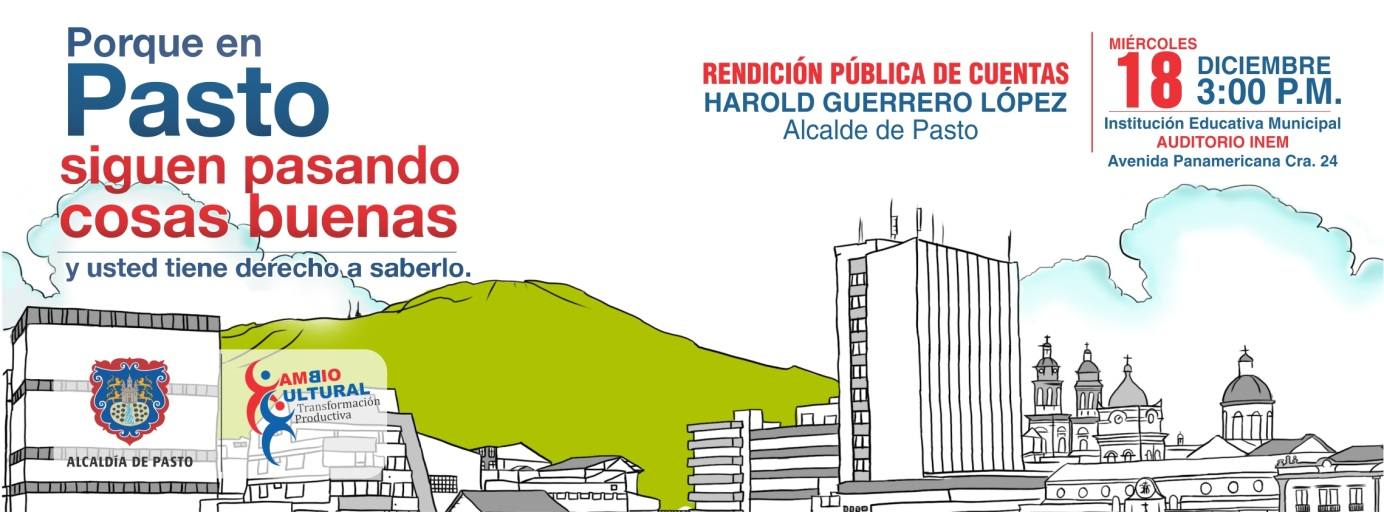 Porque en
Pasto
siguen pasando
cosas buenas
y usted tiene derecho a saberlo.
RENDICIÓN PÚBLICA DE CUENTAS
HAROLD GUERRERO LÓPEZ
Alcalde de Pasto
MIÉRCOLES
18 DICIEMBRE
3:00 P.M.
Institución Educativa Municipal
AUDITORIO INEM
Avenida Panamericana Cra. 24
ALCALDÍA DE PASTO
CAMBIO
CULTURAL
Transformación
Productiva